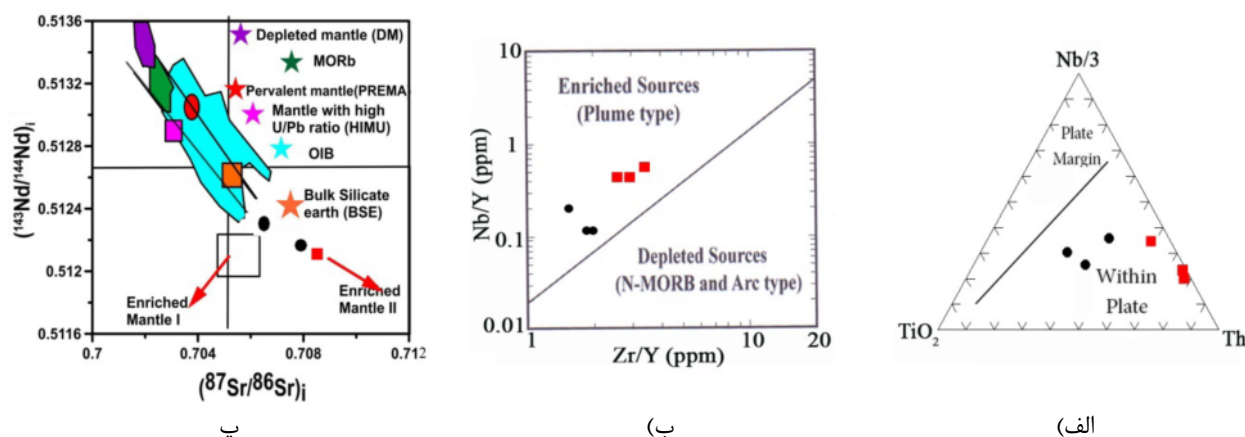 0.5136
0.5132
0.5128
0.5124
0.512
0.5116
(143Nd/144Nd)i
Depleted mantle (DM)
MORb
Pervalent mantle(PREMA
Mantle with high
U/Pb ratio (HIMU)
OIB
Bulk Silicate
earth (BSE)
Enriched
Mantle I
Enriched
Mantle II
0.7
0.704
0.708
0.712
(87Sr/86Sr)i
پ
10
1
0.1
0.01
Nb/Y (ppm)
Enriched Sources
(Plume type)
Depleted Sources
(N-MORB and Arc type)
1
10
20
Zr/Y (ppm)
ب)
Nb/3
Plate
Margin
Within
Plate
TiO2
Th
الف)